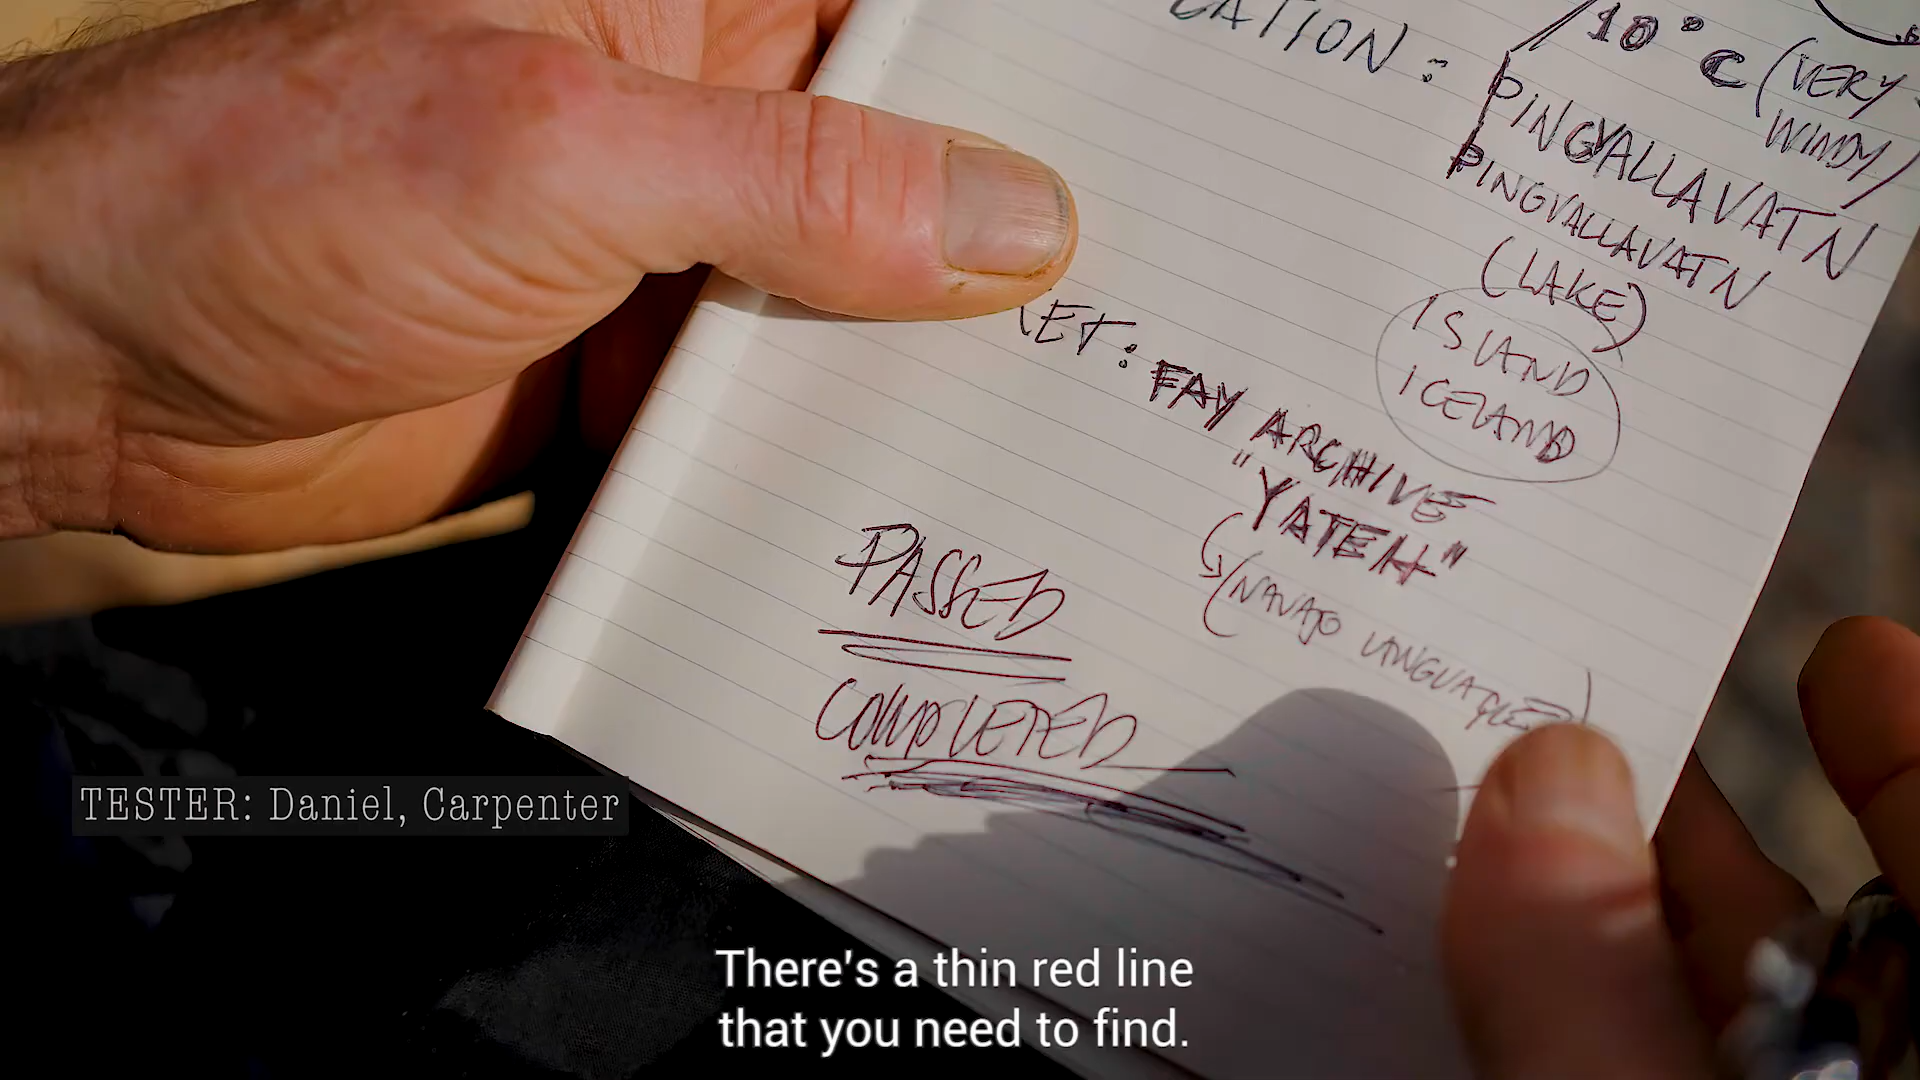 10°C (VERY
WINDY)
CATION:
PINGVALLAVATN
PINGVALLAVATN
(LAKE)
ISLAND
ICELAND
KET: FAY ARCHIVE
"YATEH"
(NAVAJO LANGUAGE)
PASSED
COMPLETED
TESTER: Daniel, Carpenter
There's a thin red line
that you need to find.